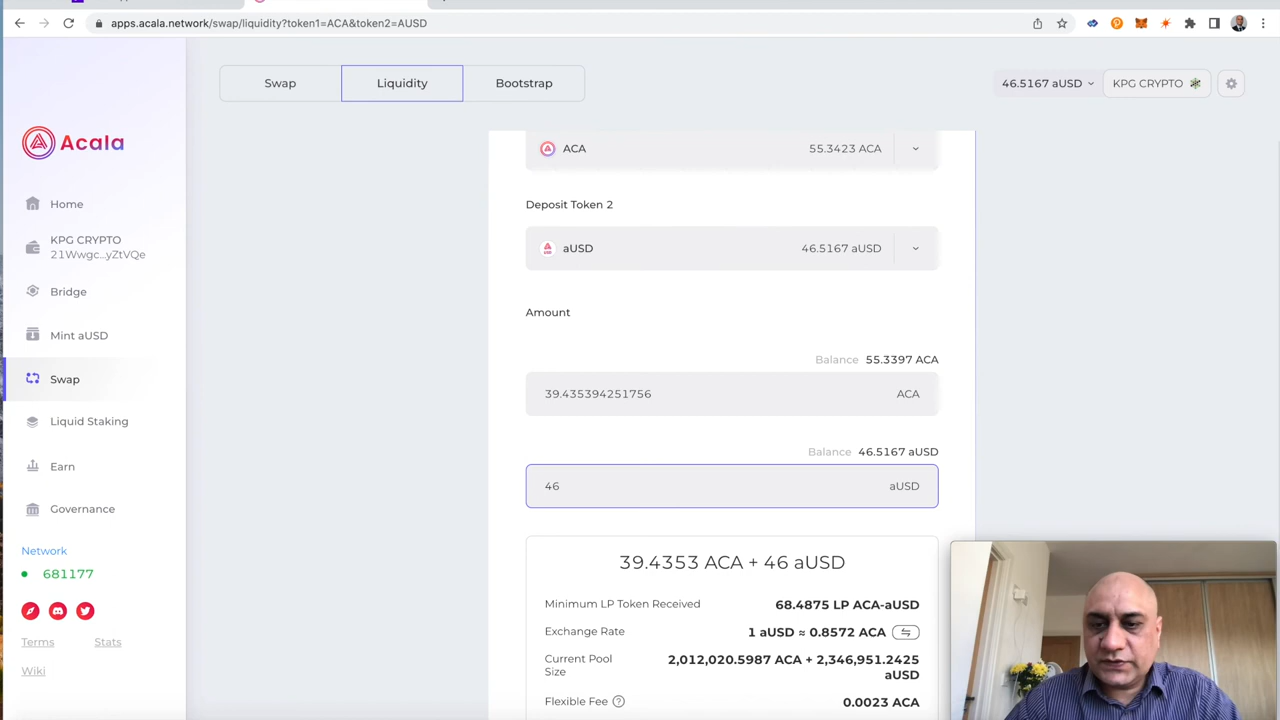 apps.acala.network/swap/liquidity?token1=ACA&token2=AUSD
Swap
Liquidity
Bootstrap
46.5167 aUSD
KPG CRYPTO
Acala
Home
KPG CRYPTO
21Wwgc...yZtVQe
Bridge
Mint aUSD
Swap
Liquid Staking
Earn
Governance
Network
681177
Terms
Stats
Wiki
ACA
55.3423 ACA
Deposit Token 2
aUSD
46.5167 aUSD
Amount
Balance 55.3397 ACA
39.435394251756
ACA
Balance 46.5167 aUSD
46
aUSD
39.4353 ACA + 46 aUSD
Minimum LP Token Received
68.4875 LP ACA-aUSD
Exchange Rate
1 aUSD ≈ 0.8572 ACA
Current Pool
Size
2,012,020.5987 ACA + 2,346,951.2425
aUSD
Flexible Fee
0.0023 ACA